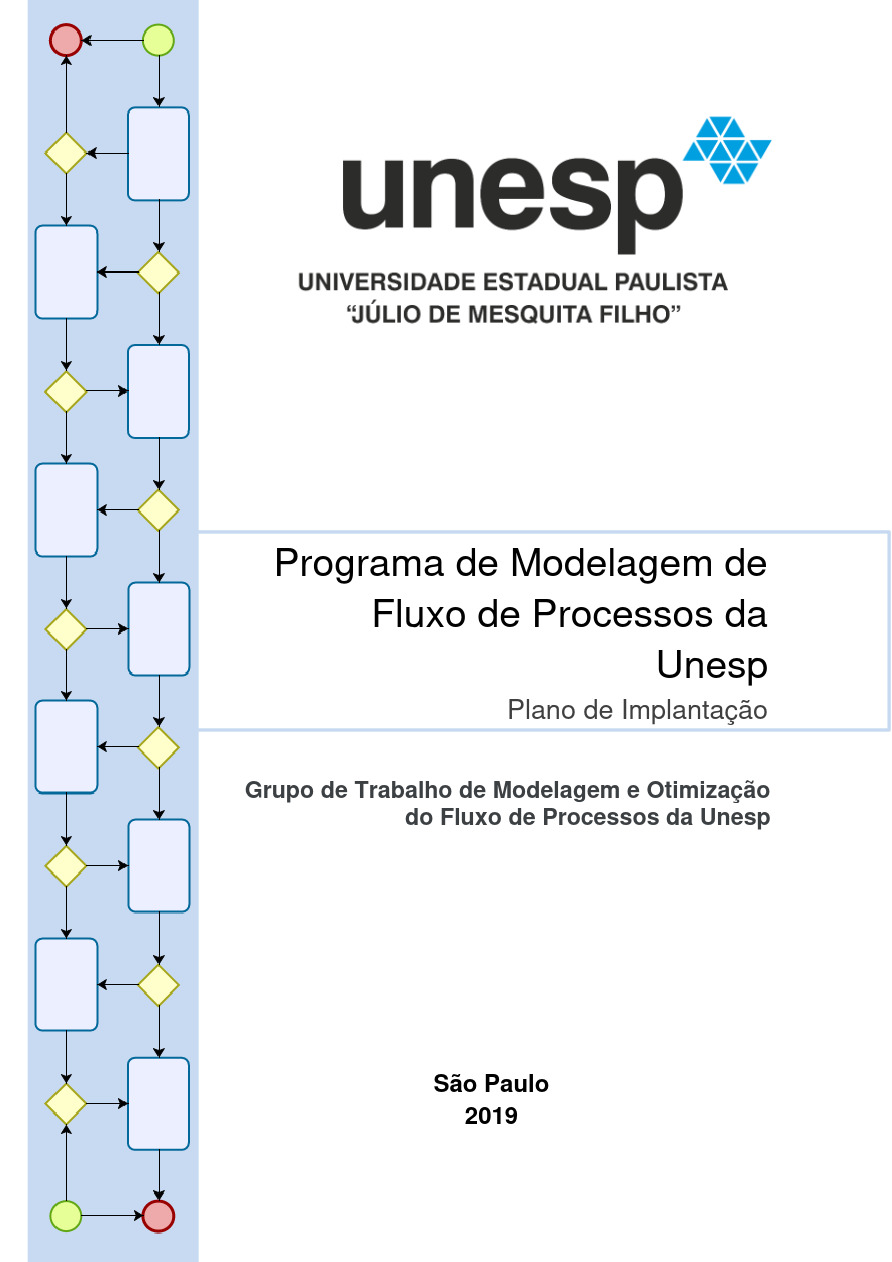 unesp
UNIVERSIDADE ESTADUAL PAULISTA
“JÚLIO DE MESQUITA FILHO”
Programa de Modelagem de
Fluxo de Processos da
Unesp
Plano de Implantação
Grupo de Trabalho de Modelagem e Otimização
do Fluxo de Processos da Unesp
São Paulo
2019